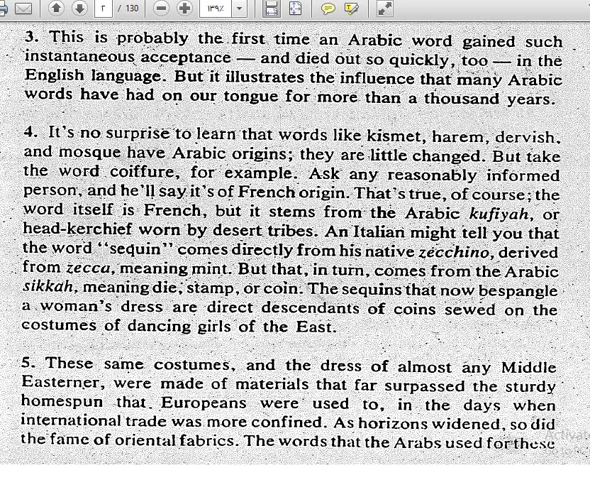 ٣ / 130 ١٣٩٪
3. This is probably the first time an Arabic word gained such
instantaneous acceptance — and died out so quickly, too — in the
English language. But it illustrates the influence that many Arabic
words have had on our tongue for more than a thousand years.
4. It's no surprise to learn that words like kismet, harem, dervish,
and mosque have Arabic origins; they are little changed. But take
the word coiffure, for example. Ask any reasonably informed
person, and he'll say it's of French origin. That's true, of course; the
word itself is French, but it stems from the Arabic kufiyah, or
head-kerchief worn by desert tribes. An Italian might tell you that
the word "sequin" comes directly from his native zecchino, derived
from zecca, meaning mint. But that, in turn, comes from the Arabic
sikkah, meaning die, stamp, or coin. The sequins that now bespangle
a woman's dress are direct descendants of coins sewed on the
costumes of dancing girls of the East.
5. These same costumes, and the dress of almost any Middle
Easterner, were made of materials that far surpassed the sturdy
homespun that Europeans were used to, in the days when
international trade was more confined. As horizons widened, so did
the fame of oriental fabrics. The words that the Arabs used for these
Activat